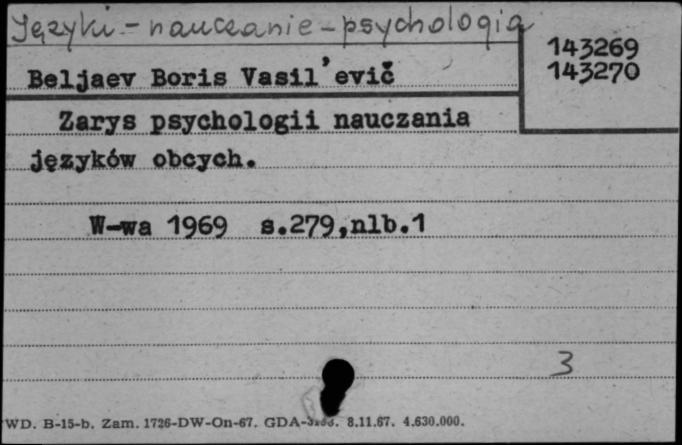 Języki - nauczanie - psychologia
143269
143270
Beljaev Boris Vasil'evič
Zarys psychologii nauczania
języków obcych.
W-wa 1969 s.279,nlb.1
3
WD. B-15-b. Zam. 1726-DW-On-67. GDA- 8.11.67. 4.630.000.